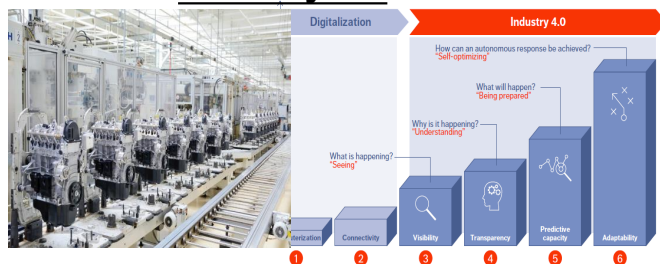 Digitalization
Industry 4.0
How can an autonomous response be achieved?
"Self-optimizing"
What will happen?
"Being prepared"
Why is it happening?
"Understanding"
What is happening?
"Seeing"
terization
Connectivity
Visibility
Transparency
Predictive
capacity
Adaptability
1
2
3
4
5
6